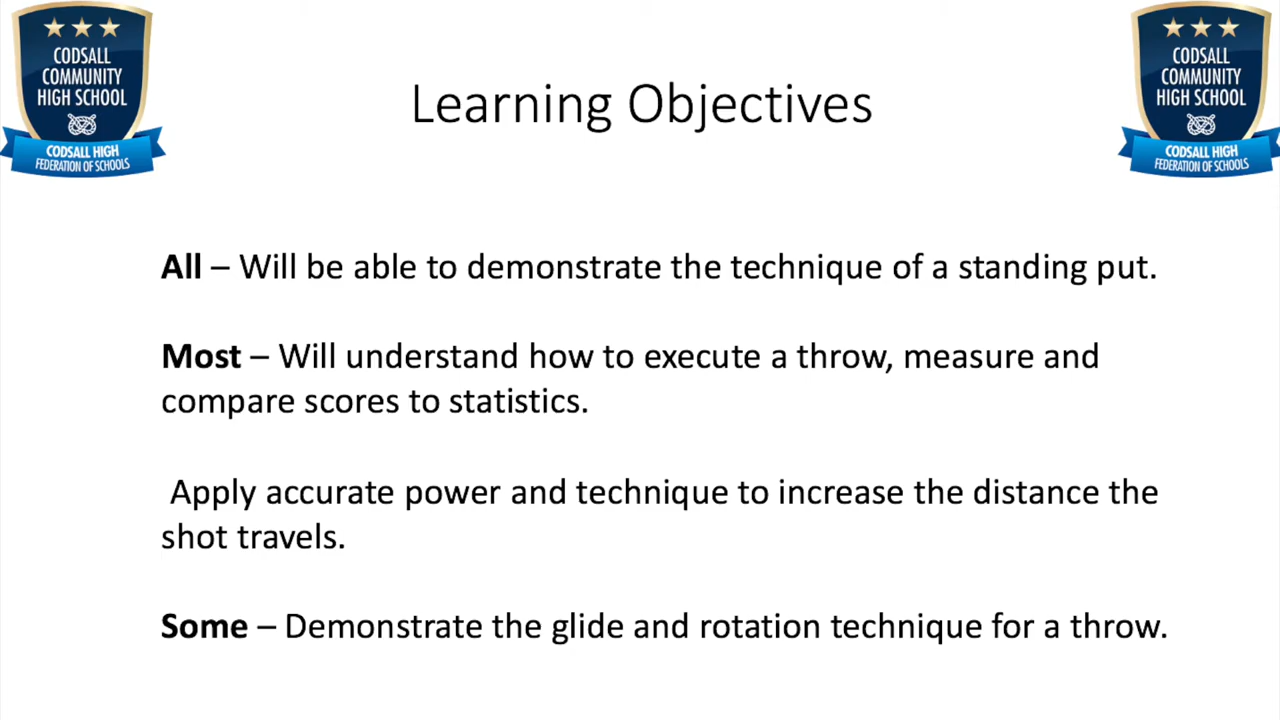 CODSALL
COMMUNITY
HIGH SCHOOL
CODSALL HIGH
FEDERATION OF SCHOOLS
Learning Objectives
CODSALL
COMMUNITY
HIGH SCHOOL
CODSALL HIGH
FEDERATION OF SCHOOLS
All – Will be able to demonstrate the technique of a standing put.
Most – Will understand how to execute a throw, measure and
compare scores to statistics.
Apply accurate power and technique to increase the distance the
shot travels.
Some – Demonstrate the glide and rotation technique for a throw.